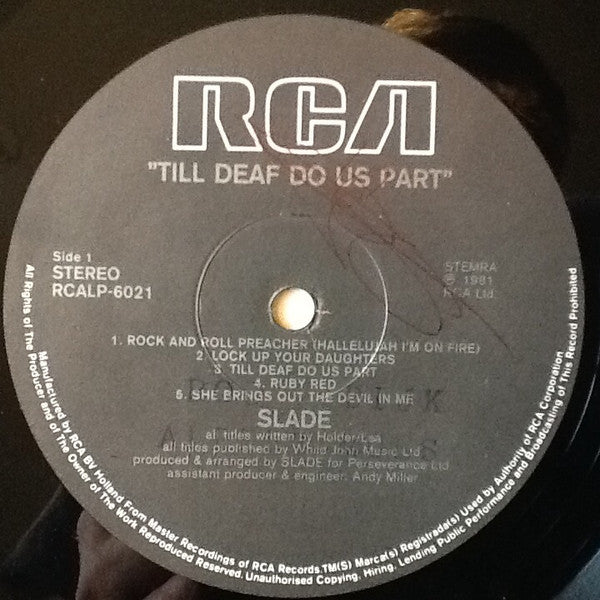 RCA
"TILL DEAF DO US PART"
Side 1
STEREO
RCALP-6021
STEMRA
℗ 1981
RCA Ltd.
1. ROCK AND ROLL PREACHER (HALLELUJAH I'M ON FIRE)
2. LOCK UP YOUR DAUGHTERS
3. TILL DEAF DO US PART
4. RUBY RED
5. SHE BRINGS OUT THE DEVIL IN ME
SLADE
all titles written by Holder/Lea
all titles published by Whild John Music Ltd
produced & arranged by SLADE for Perseverance Ltd
assistant producer & engineer: Andy Miller
All Rights of The Producer and of The Owner of The Work Reproduced Reserved. Unauthorised Copying, Hiring, Lending Public Performance and Broadcasting of This Record Prohibited
Manufactured by RCA BV Holland From Master Recordings of RCA Records.TM(S) Marca(s) Registrada(s) Used by Authority of RCA Corporation